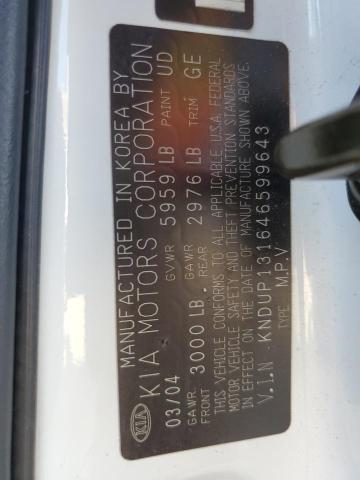 KIA
MANUFACTURED IN KOREA BY
KIA MOTORS CORPORATION
03/04 GVWR 5959 LB PAINT UD
GAWR FRONT 3000 LB. GAWR REAR 2976 LB TRIM: GE
THIS VEHICLE CONFORMS TO ALL APPLICABLE U.S.A. FEDERAL
MOTOR VEHICLE SAFETY AND THEFT PREVENTION STANDARDS
IN EFFECT ON THE DATE OF MANUFACTURE SHOWN ABOVE.
V.I.N : KNDUP131646599643
TYPE : M.P.V